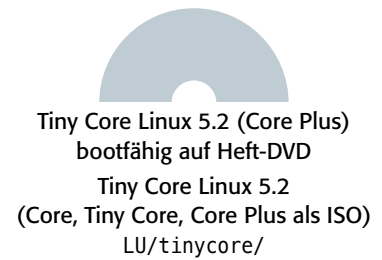 Tiny Core Linux 5.2 (Core Plus)
bootfähig auf Heft-DVD
Tiny Core Linux 5.2
(Core, Tiny Core, Core Plus als ISO)
LU/tinycore/